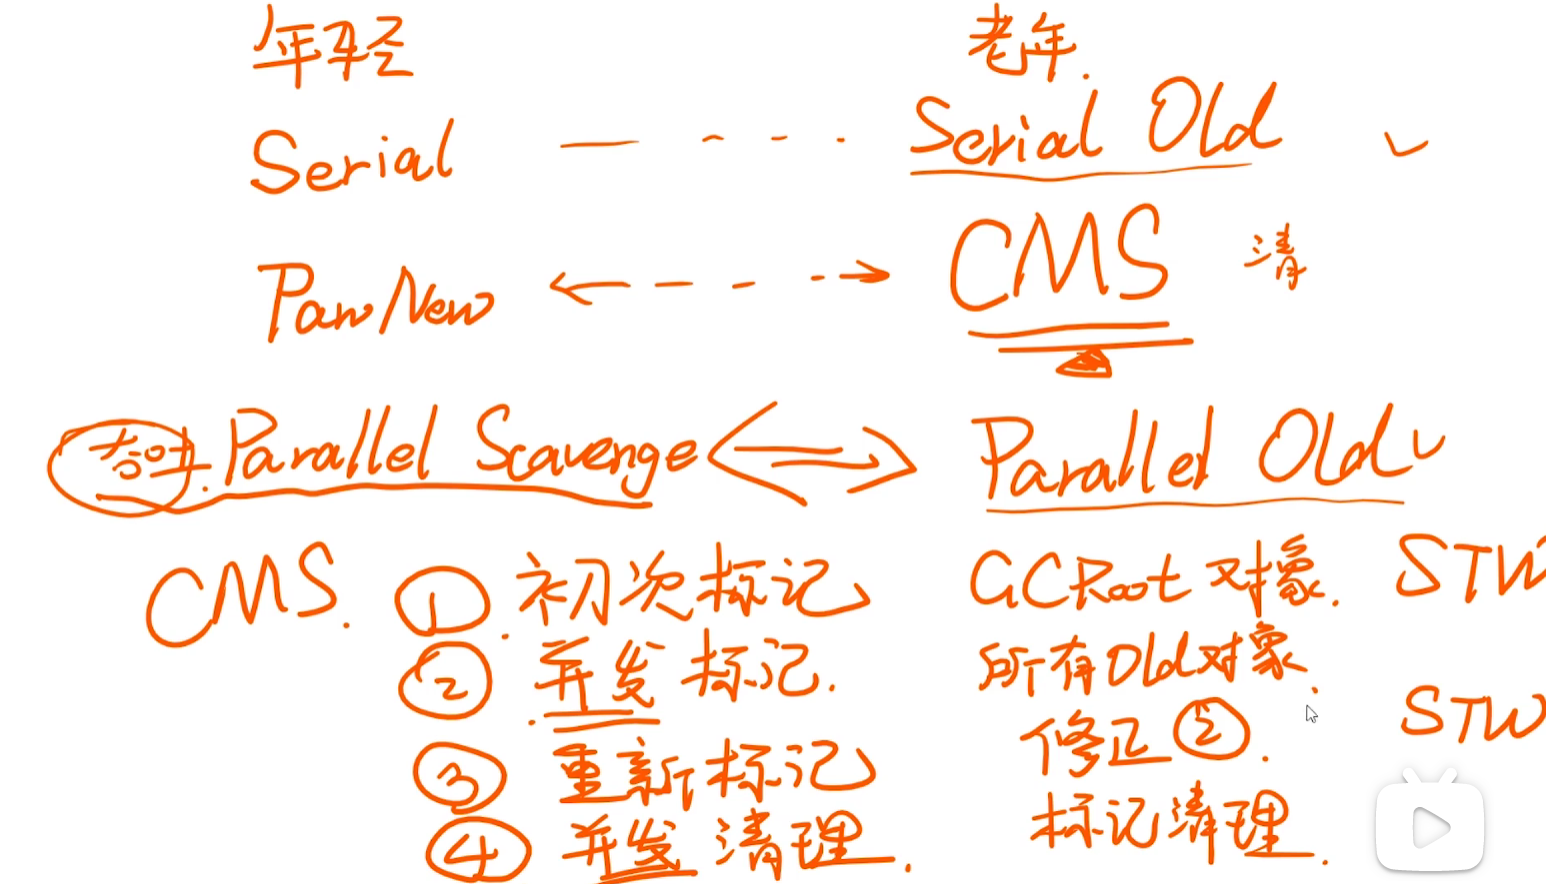 年轻 老年.
Serial Serial Old
ParNew CMS 清
Parallel Scavenge Parallel Old
CMS. ① 初次标记 GCRoot 对象. STW
② 并发标记. 所有Old对象.
③ 重新标记 修正②. STW
④ 并发清理. 标记清理.